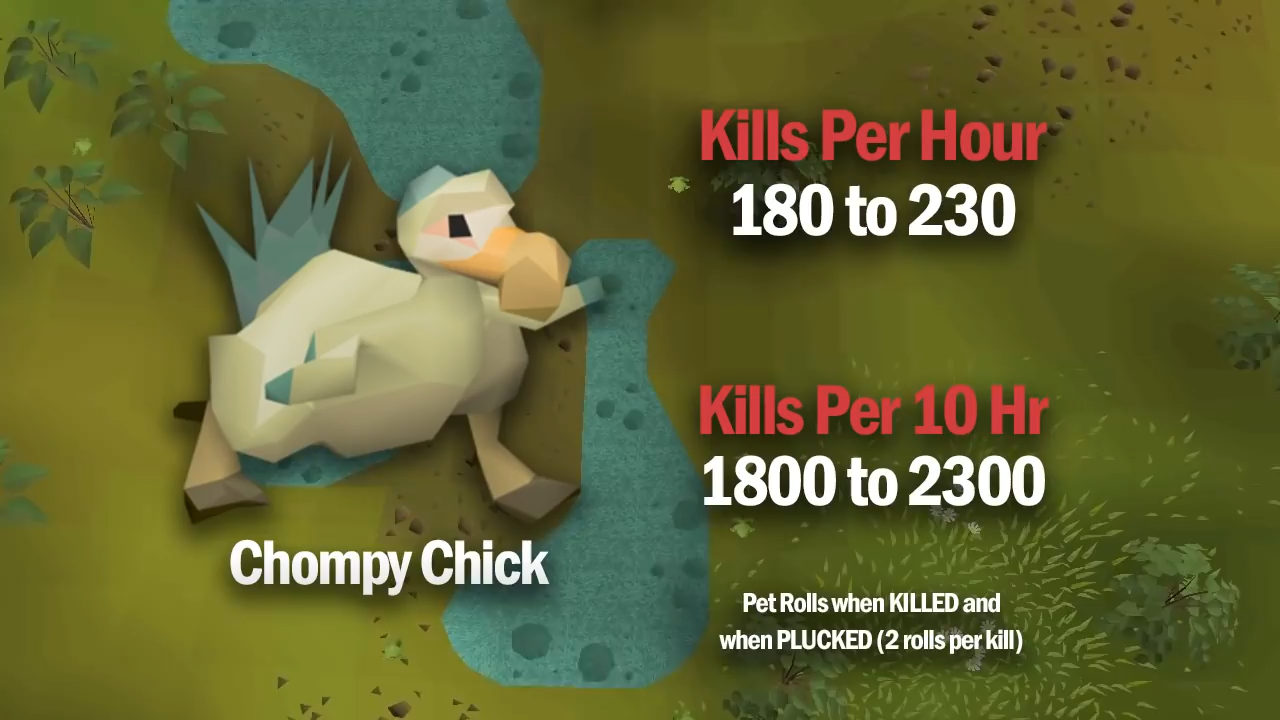 Kills Per Hour
180 to 230
Kills Per 10 Hr
1800 to 2300
Chompy Chick
Pet Rolls when KILLED and
when PLUCKED (2 rolls per kill)